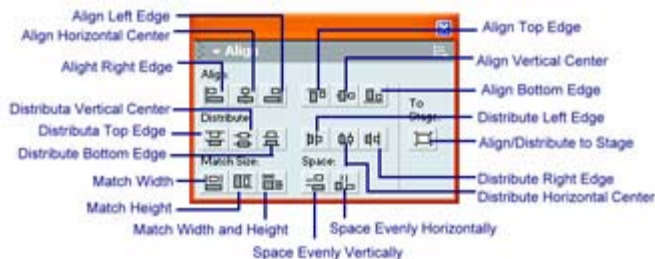 Align Left Edge
Align Horizontal Center
Alight Right Edge
Distributa Vertical Center
Distributa Top Edge
Distribute Bottom Edge
Match Width
Match Height
Match Width and Height
Space Evenly Vertically
Align
Align:
Distribute:
Match Size:
Space:
To
Stage:
Align Top Edge
Align Vertical Center
Align Bottom Edge
Distribute Left Edge
Align/Distribute to Stage
Distribute Right Edge
Distribute Horizontal Center
Space Evenly Horizontally